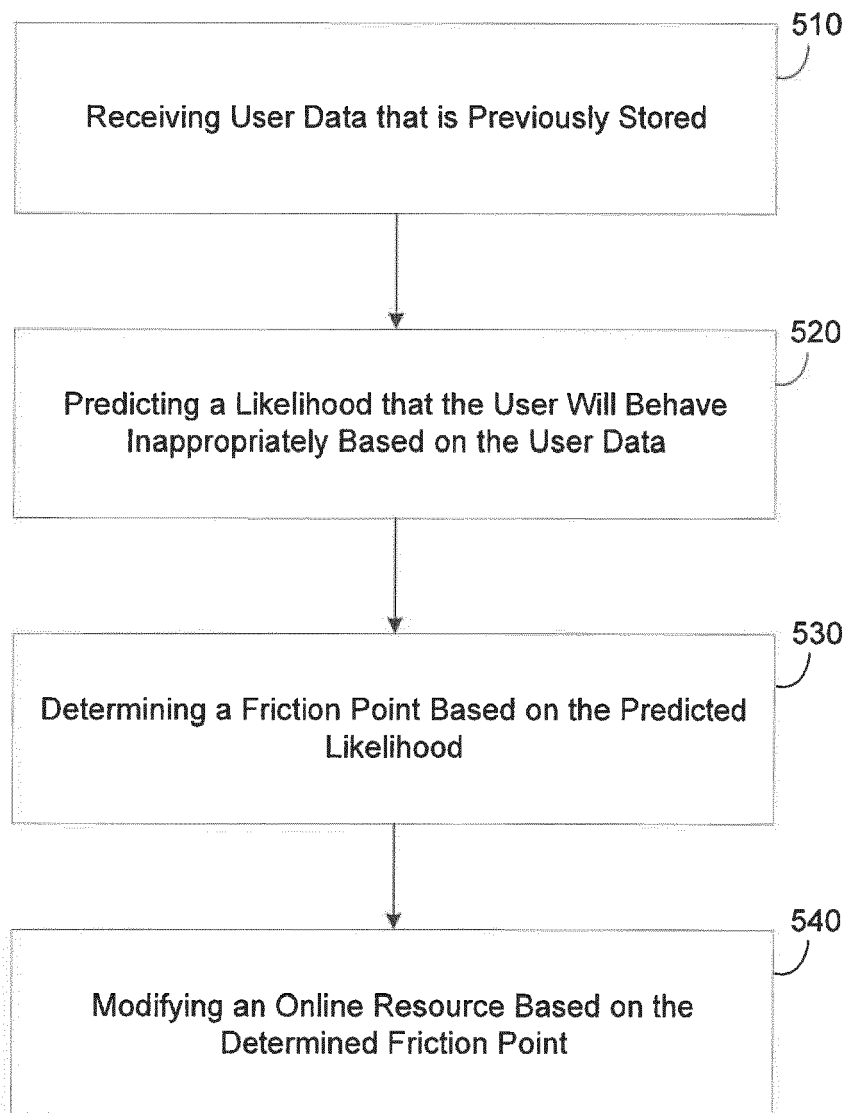 510
Receiving User Data that is Previously Stored
520
Predicting a Likelihood that the User Will Behave
Inappropriately Based on the User Data
530
Determining a Friction Point Based on the Predicted
Likelihood
540
Modifying an Online Resource Based on the
Determined Friction Point